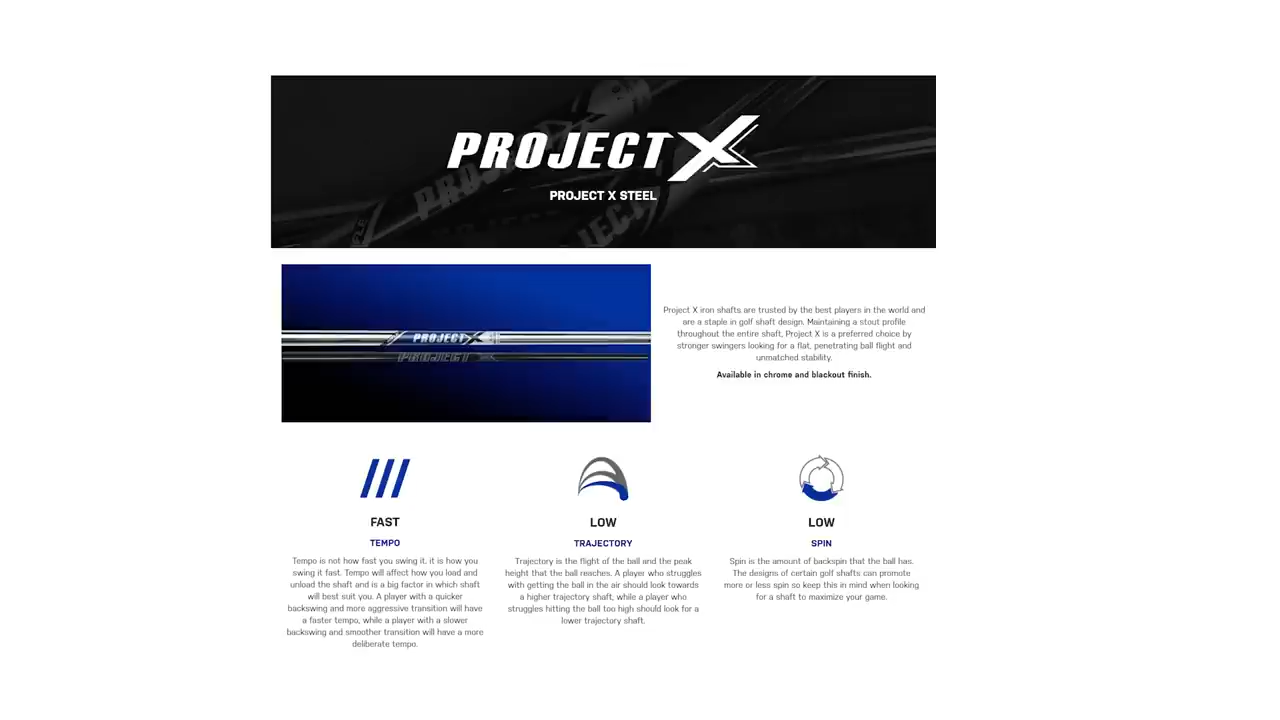 PROJECT X
PROJECT X STEEL
PROJECT X
PROJECT X
Project X iron shafts are trusted by the best players in the world and
are a staple in golf shaft design. Maintaining a stout profile
throughout the entire shaft, Project X is a preferred choice by
stronger swingers looking for a flat, penetrating ball flight and
unmatched stability.
Available in chrome and blackout finish.
FAST
TEMPO
Tempo is not how fast you swing it, it is how you
swing it fast. Tempo will affect how you load and
unload the shaft and is a big factor in which shaft
will best suit you. A player with a quicker
backswing and more aggressive transition will have
a faster tempo, while a player with a slower
backswing and smoother transition will have a more
deliberate tempo.
LOW
TRAJECTORY
Trajectory is the flight of the ball and the peak
height that the ball reaches. A player who struggles
with getting the ball in the air should look towards
a higher trajectory shaft, while a player who
struggles hitting the ball too high should look for a
lower trajectory shaft.
LOW
SPIN
Spin is the amount of backspin that the ball has.
The designs of certain golf shafts can promote
more or less spin so keep this in mind when looking
for a shaft to maximize your game.